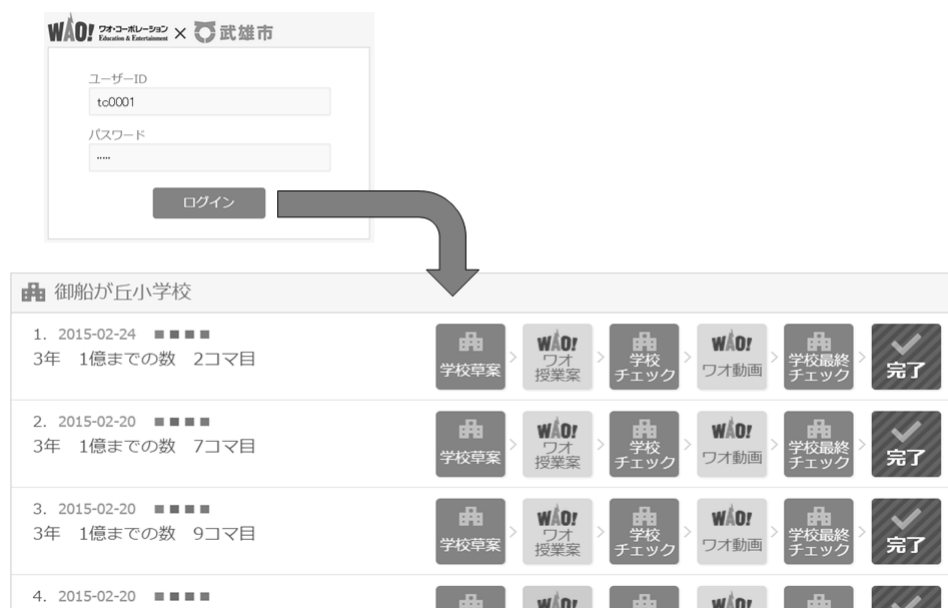 WAO! ワオ・コーポレーション Education & Entertainment × 武雄市
ユーザーID
tc0001
パスワード
•••••
ログイン
御船が丘小学校
1. 2015-02-24 ■■■■
3年 1億までの数 2コマ目
学校草案 > WAO! ワオ授業案 > 学校チェック > WAO! ワオ動画 > 学校最終チェック > 完了
2. 2015-02-20 ■■■■
3年 1億までの数 7コマ目
学校草案 > WAO! ワオ授業案 > 学校チェック > WAO! ワオ動画 > 学校最終チェック > 完了
3. 2015-02-20 ■■■■
3年 1億までの数 9コマ目
学校草案 > WAO! ワオ授業案 > 学校チェック > WAO! ワオ動画 > 学校最終チェック > 完了
4. 2015-02-20 ■■■■
WAO! WAO!